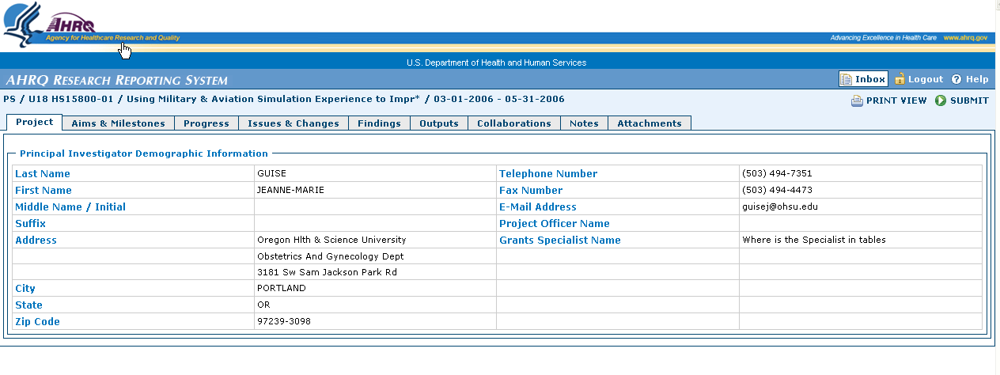 AHRQ
Agency for Healthcare Research and Quality
Advancing Excellence in Health Care www.ahrq.gov
U.S. Department of Health and Human Services
AHRQ RESEARCH REPORTING SYSTEM
Inbox Logout Help
PS / U18 HS15800-01 / Using Military & Aviation Simulation Experience to Impr* / 03-01-2006 - 05-31-2006
PRINT VIEW SUBMIT
Project Aims & Milestones Progress Issues & Changes Findings Outputs Collaborations Notes Attachments
Principal Investigator Demographic Information
Last Name GUISE Telephone Number (503) 494-7351
First Name JEANNE-MARIE Fax Number (503) 494-4473
Middle Name / Initial E-Mail Address guisej@ohsu.edu
Suffix Project Officer Name
Address Oregon Hlth & Science University Grants Specialist Name Where is the Specialist in tables
Obstetrics And Gynecology Dept
3181 Sw Sam Jackson Park Rd
City PORTLAND
State OR
Zip Code 97239-3098